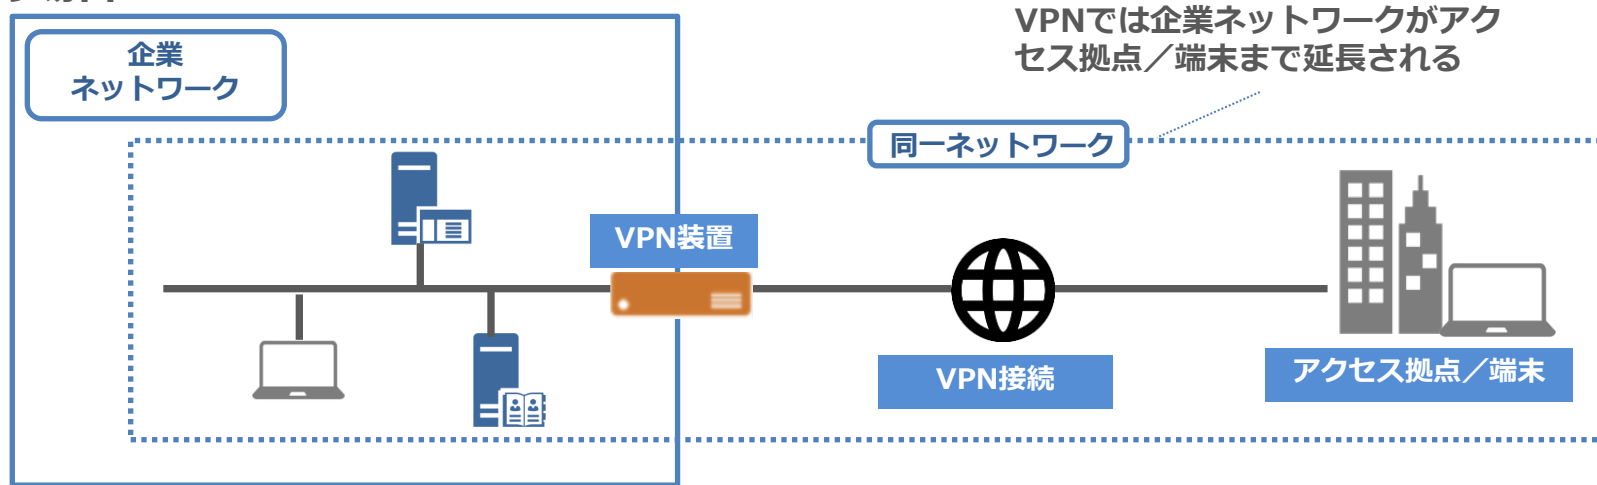 VPNでは企業ネットワークがアク
セス拠点／端末まで延長される
企業
ネットワーク
同一ネットワーク
VPN装置
VPN接続
アクセス拠点／端末